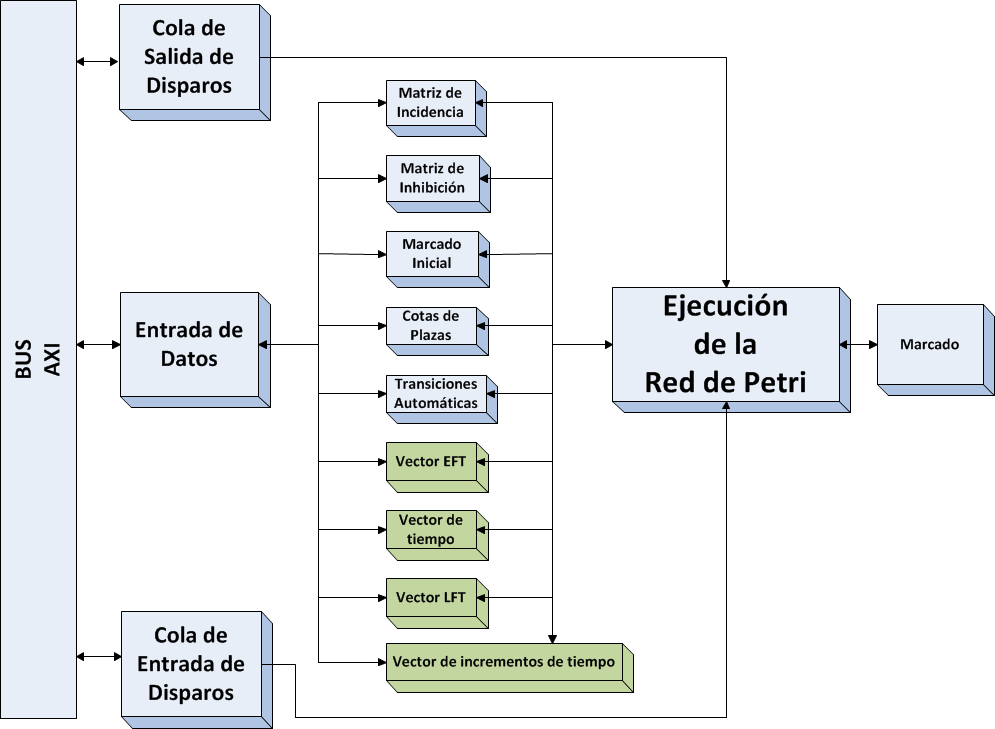 BUS
AXI
Cola de
Salida de
Disparos
Entrada de
Datos
Cola de
Entrada de
Disparos
Matriz de
Incidencia
Matriz de
Inhibición
Marcado
Inicial
Cotas de
Plazas
Transiciones
Automáticas
Vector EFT
Vector de
tiempo
Vector LFT
Vector de incrementos de tiempo
Ejecución
de la
Red de Petri
Marcado